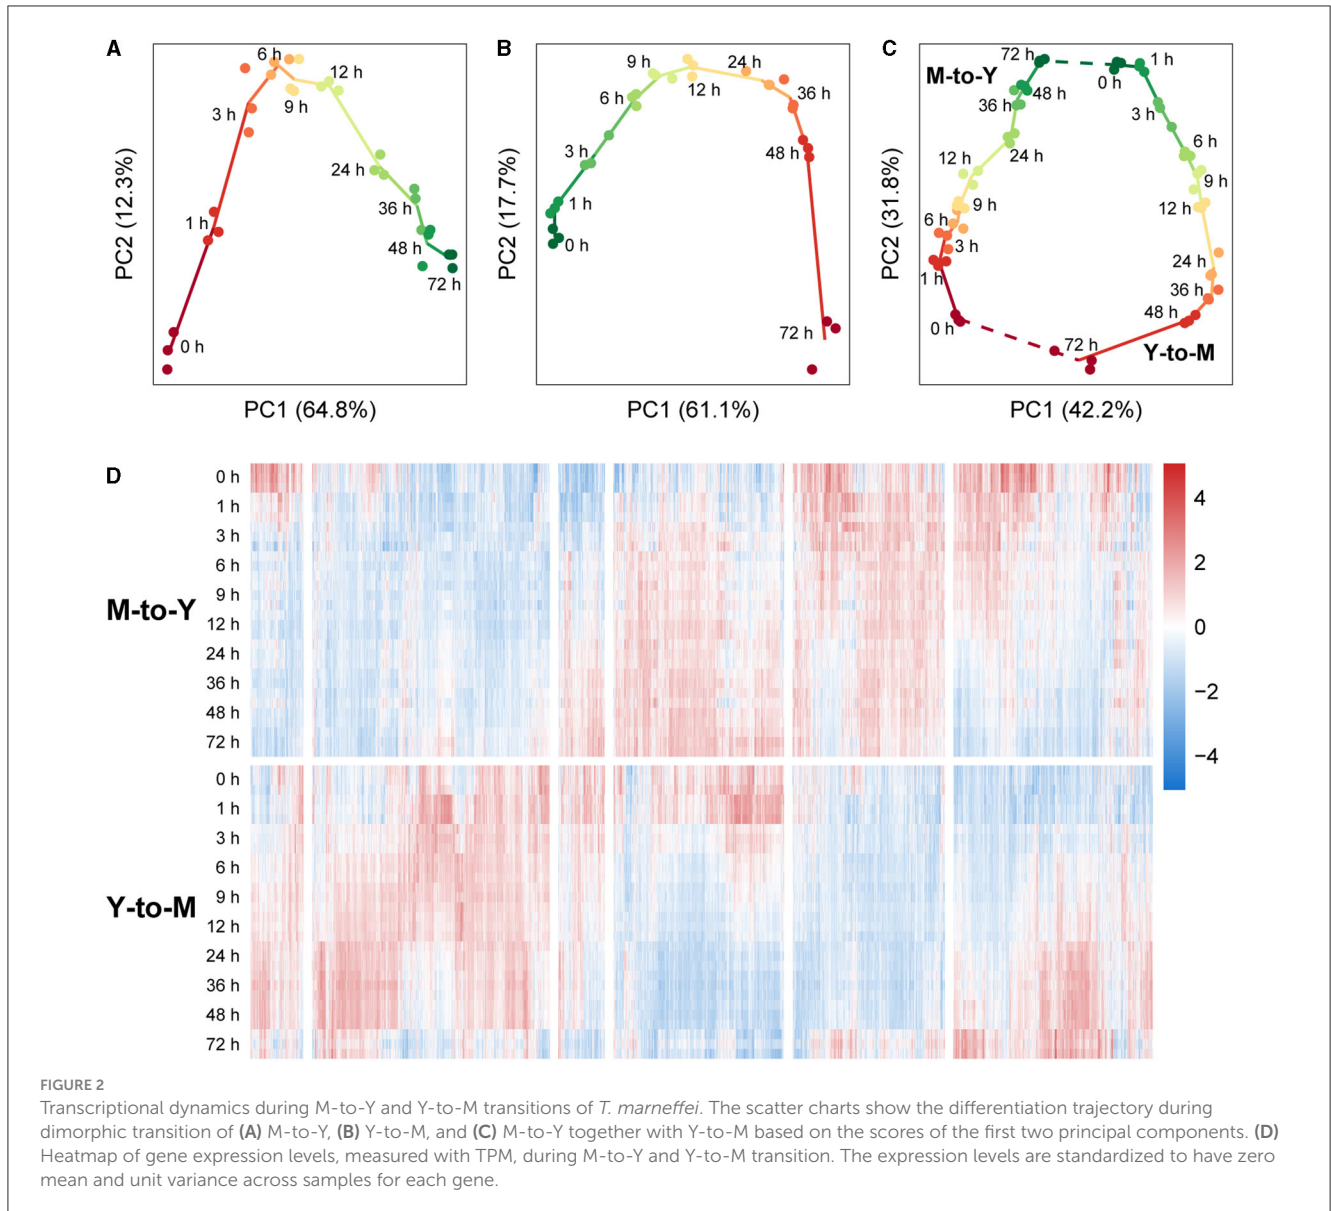 A
6 h
12 h
9 h
3 h
24 h
1 h
36 h
48 h
72 h
0 h
PC2 (12.3%)
PC1 (64.8%)
B
9 h
24 h
12 h
6 h
36 h
3 h
48 h
1 h
0 h
72 h
PC2 (17.7%)
PC1 (61.1%)
C
72 h
1 h
M-to-Y
0 h
48 h
36 h
3 h
6 h
24 h
12 h
9 h
9 h
12 h
6 h
3 h
24 h
1 h
36 h
48 h
0 h
72 h
Y-to-M
PC2 (31.8%)
PC1 (42.2%)
D
0 h
1 h
3 h
6 h
9 h
M-to-Y
12 h
24 h
36 h
48 h
72 h
0 h
1 h
3 h
6 h
9 h
Y-to-M
12 h
24 h
36 h
48 h
72 h
4
2
0
−2
−4
FIGURE 2
Transcriptional dynamics during M-to-Y and Y-to-M transitions of T. marneffei. The scatter charts show the differentiation trajectory during
dimorphic transition of (A) M-to-Y, (B) Y-to-M, and (C) M-to-Y together with Y-to-M based on the scores of the first two principal components. (D)
Heatmap of gene expression levels, measured with TPM, during M-to-Y and Y-to-M transition. The expression levels are standardized to have zero
mean and unit variance across samples for each gene.